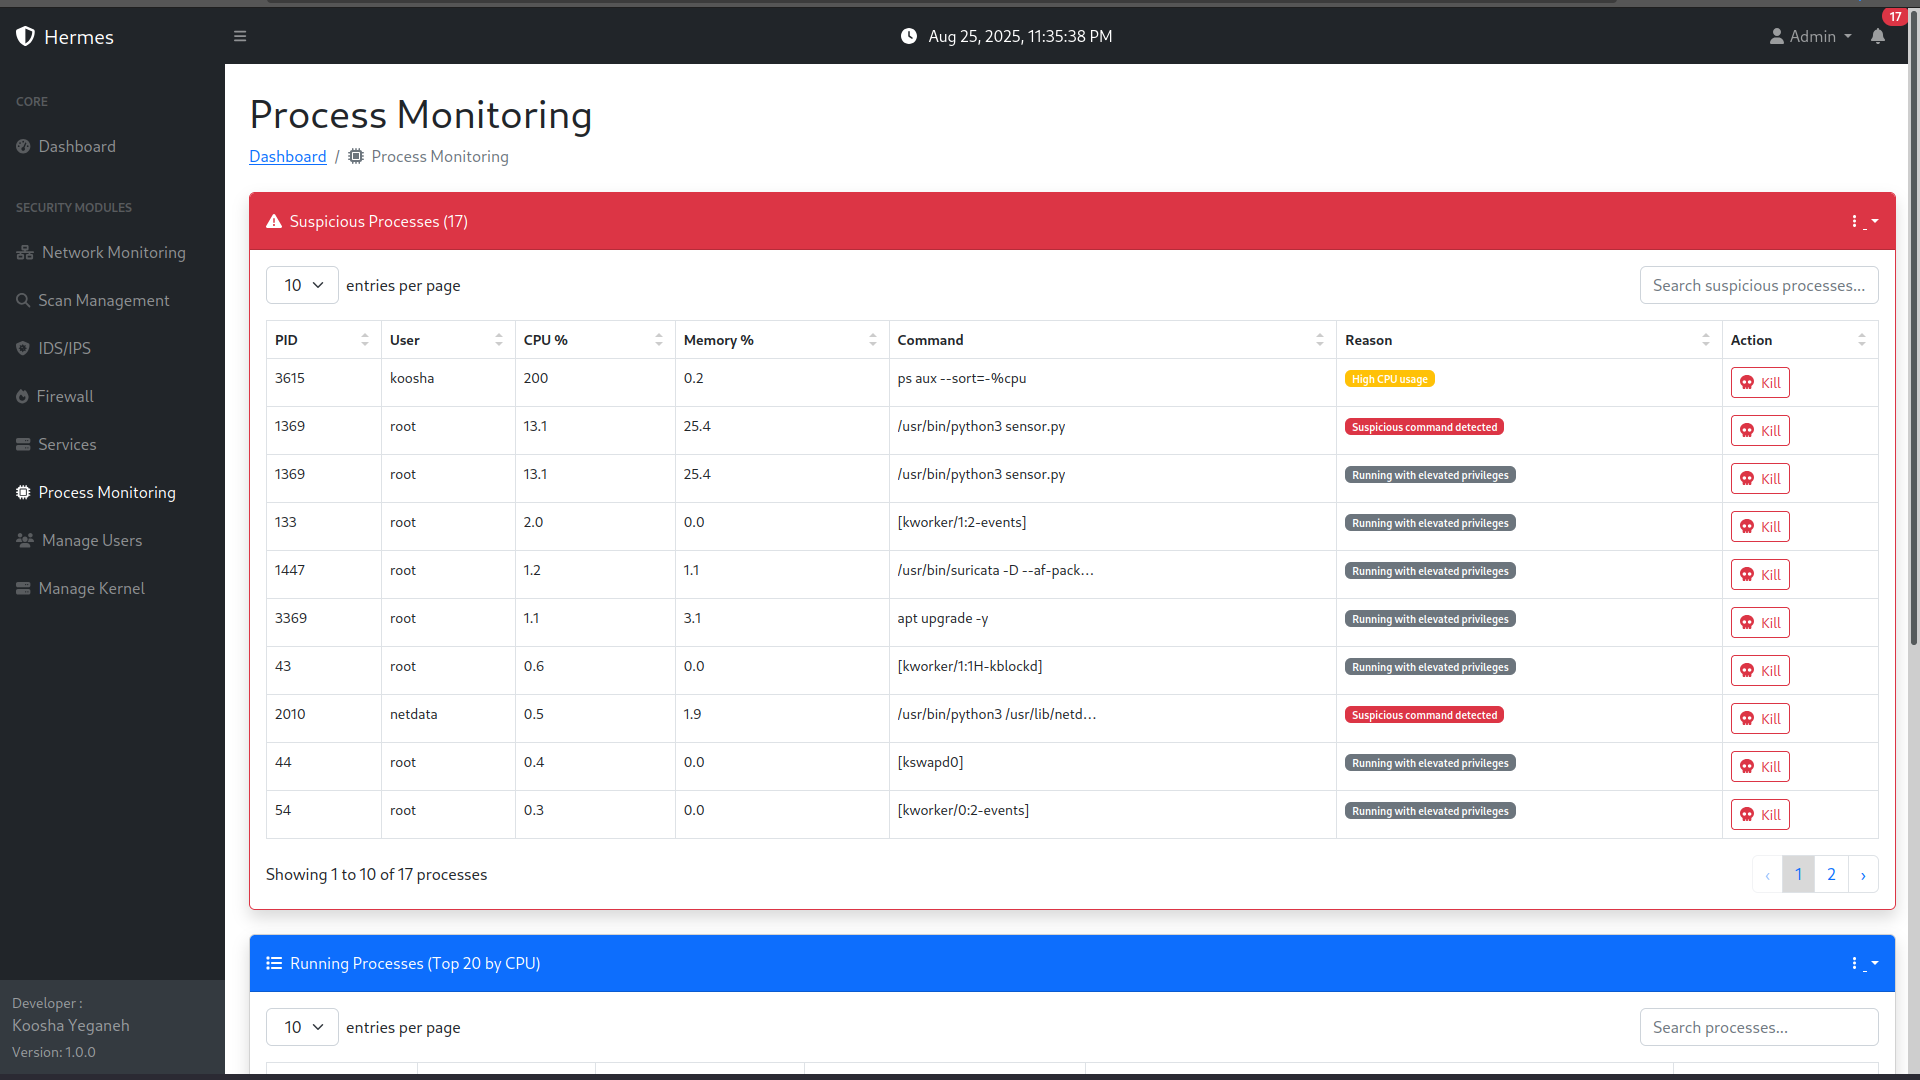 Hermes
Aug 25, 2025, 11:35:38 PM
Admin
17
CORE
Dashboard
SECURITY MODULES
Network Monitoring
Scan Management
IDS/IPS
Firewall
Services
Process Monitoring
Manage Users
Manage Kernel
Developer :
Koosha Yeganeh
Version: 1.0.0
Process Monitoring
Dashboard / Process Monitoring
Suspicious Processes (17)
10 entries per page
Search suspicious processes...
PID User CPU % Memory % Command Reason Action
3615 koosha 200 0.2 ps aux --sort=-%cpu High CPU usage Kill
1369 root 13.1 25.4 /usr/bin/python3 sensor.py Suspicious command detected Kill
1369 root 13.1 25.4 /usr/bin/python3 sensor.py Running with elevated privileges Kill
133 root 2.0 0.0 [kworker/1:2-events] Running with elevated privileges Kill
1447 root 1.2 1.1 /usr/bin/suricata -D --af-pack... Running with elevated privileges Kill
3369 root 1.1 3.1 apt upgrade -y Running with elevated privileges Kill
43 root 0.6 0.0 [kworker/1:1H-kblockd] Running with elevated privileges Kill
2010 netdata 0.5 1.9 /usr/bin/python3 /usr/lib/netd... Suspicious command detected Kill
44 root 0.4 0.0 [kswapd0] Running with elevated privileges Kill
54 root 0.3 0.0 [kworker/0:2-events] Running with elevated privileges Kill
Showing 1 to 10 of 17 processes
‹ 1 2 ›
Running Processes (Top 20 by CPU)
10 entries per page
Search processes...